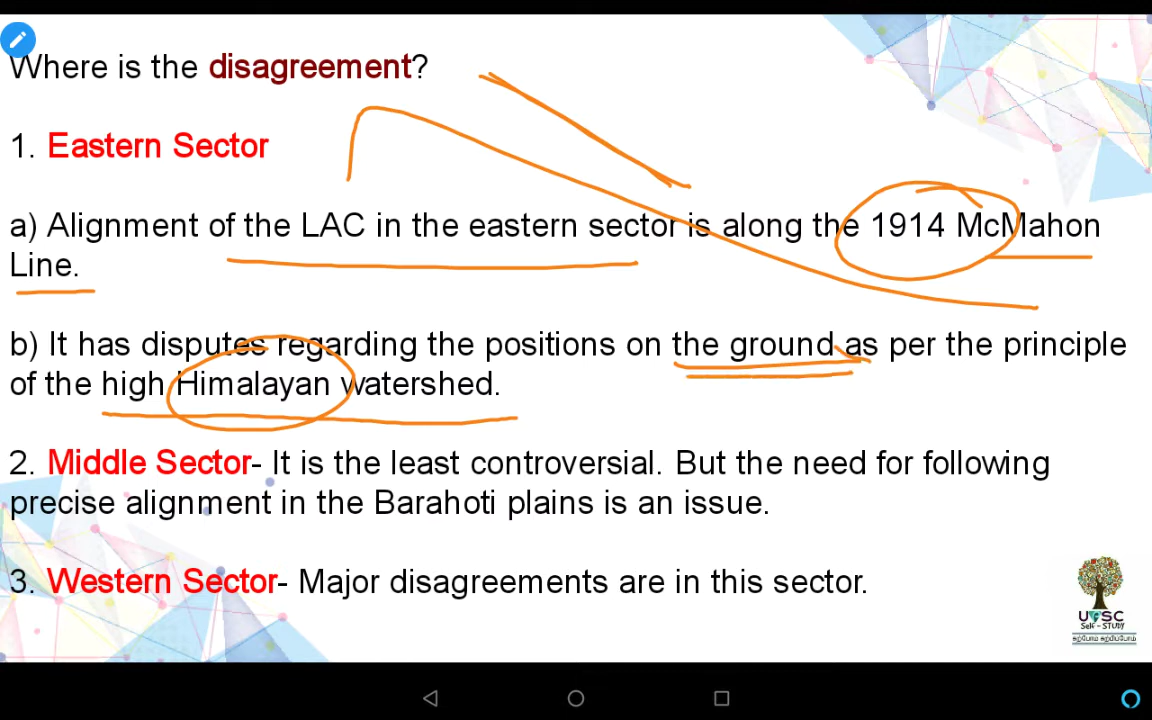 Where is the disagreement?
1. Eastern Sector
a) Alignment of the LAC in the eastern sector is along the 1914 McMahon
Line.
b) It has disputes regarding the positions on the ground as per the principle
of the high Himalayan watershed.
2. Middle Sector- It is the least controversial. But the need for following
precise alignment in the Barahoti plains is an issue.
3. Western Sector- Major disagreements are in this sector.
UPSC
Self - STUDY
கற்போம் கற்பிப்போம்